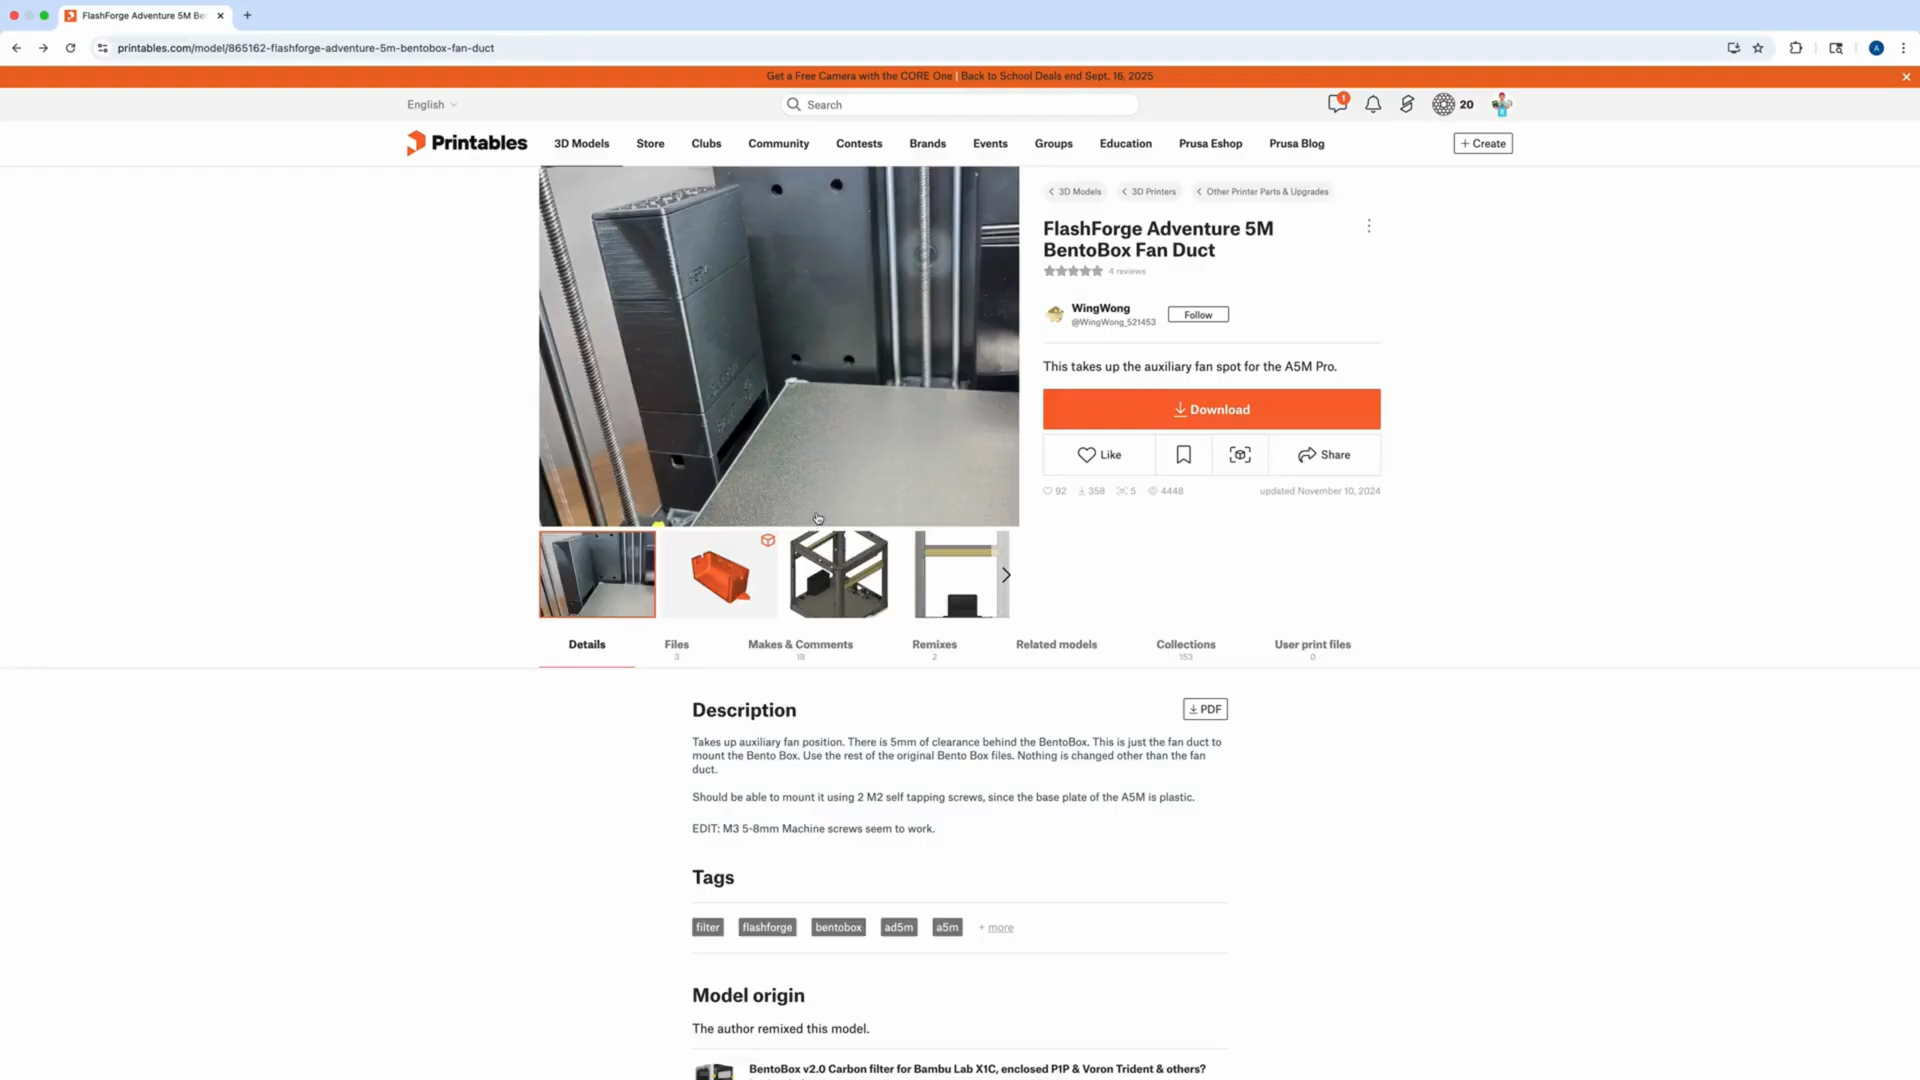 FlashForge Adventure 5M Be
printables.com/model/865162-flashforge-adventure-5m-bentobox-fan-duct
A
Get a Free Camera with the CORE One | Back to School Deals end Sept. 16, 2025
English
Search
1
20
Printables
3D Models
Store
Clubs
Community
Contests
Brands
Events
Groups
Education
Prusa Eshop
Prusa Blog
+ Create
3D Models
3D Printers
Other Printer Parts & Upgrades
FlashForge Adventure 5M
BentoBox Fan Duct
4 reviews
WingWong
@WingWong_521453
Follow
This takes up the auxiliary fan spot for the A5M Pro.
Download
Like
Share
92
358
5
4448
updated November 10, 2024
HEPA
Details
Files
3
Makes & Comments
18
Remixes
2
Related models
Collections
153
User print files
0
Description
PDF
Takes up auxiliary fan position. There is 5mm of clearance behind the BentoBox. This is just the fan duct to
mount the Bento Box. Use the rest of the original Bento Box files. Nothing is changed other than the fan
duct.
Should be able to mount it using 2 M2 self tapping screws, since the base plate of the A5M is plastic.
EDIT: M3 5-8mm Machine screws seem to work.
Tags
filter
flashforge
bentobox
ad5m
a5m
+ more
Model origin
The author remixed this model.
BentoBox v2.0 Carbon filter for Bambu Lab X1C, enclosed P1P & Voron Trident & others?